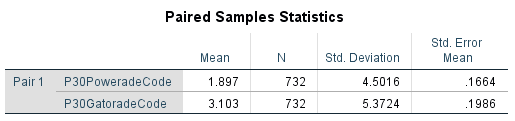 Paired Samples Statistics
Mean N Std. Deviation Std. Error Mean
Pair 1 P30PoweradeCode 1.897 732 4.5016 .1664
P30GatoradeCode 3.103 732 5.3724 .1986